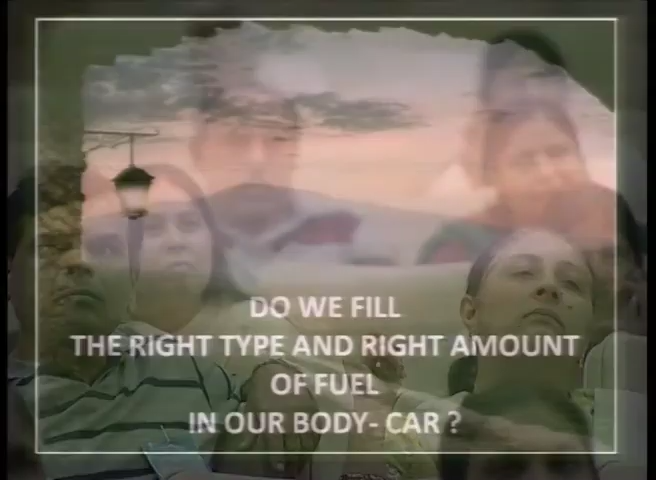 DO WE FILL
THE RIGHT TYPE AND RIGHT AMOUNT
OF FUEL
IN OUR BODY- CAR ?